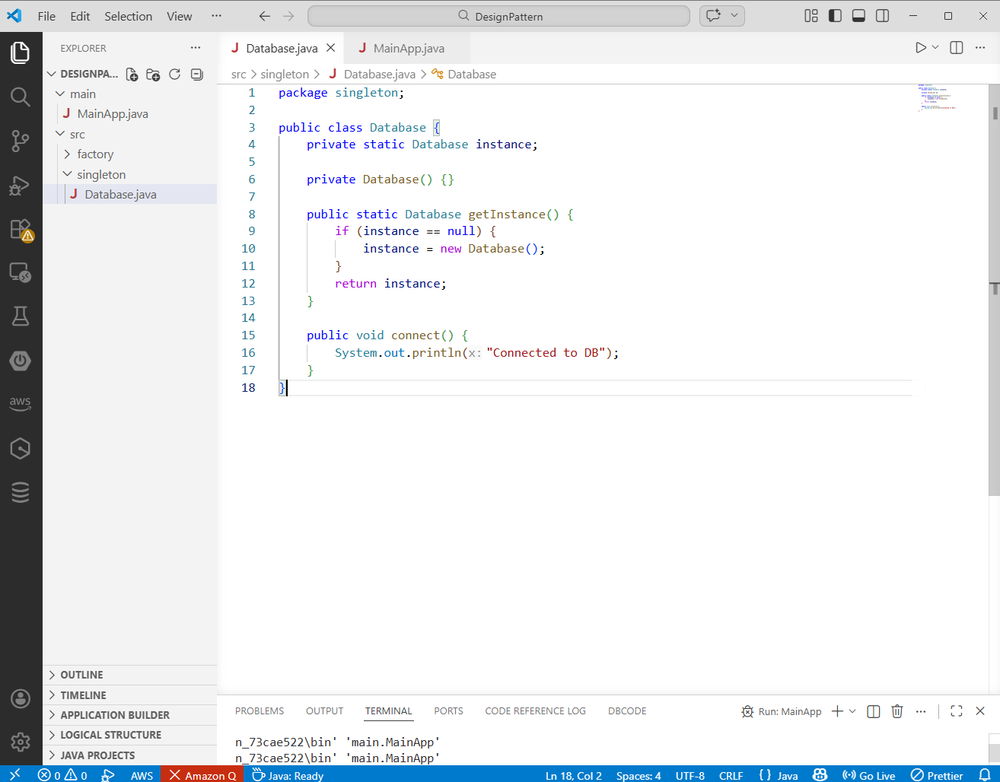 File Edit Selection View ··· DesignPattern
EXPLORER ···
DESIGNPA...
main
MainApp.java
src
factory
singleton
Database.java
OUTLINE
TIMELINE
APPLICATION BUILDER
LOGICAL STRUCTURE
JAVA PROJECTS
aws
Database.java MainApp.java
src > singleton > Database.java > Database
1 package singleton;
2
3 public class Database {
4 private static Database instance;
5
6 private Database() {}
7
8 public static Database getInstance() {
9 if (instance == null) {
10 instance = new Database();
11 }
12 return instance;
13 }
14
15 public void connect() {
16 System.out.println(x: "Connected to DB");
17 }
18 }
PROBLEMS OUTPUT TERMINAL PORTS CODE REFERENCE LOG DBCODE Run: MainApp
n_73cae522\bin' 'main.MainApp'
n_73cae522\bin' 'main.MainApp'
0 0 AWS Amazon Q Java: Ready Ln 18, Col 2 Spaces: 4 UTF-8 CRLF {} Java Go Live Prettier